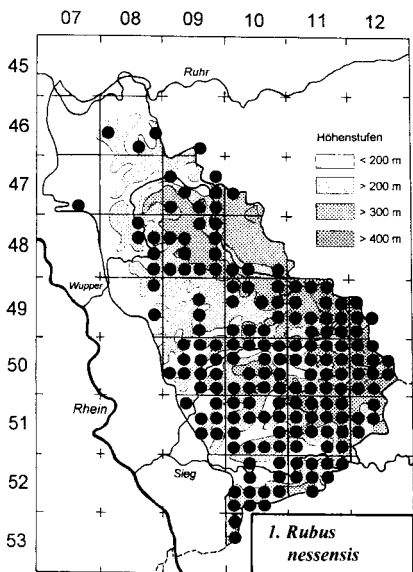 07 08 09 10 11 12
45
Ruhr
46
Höhenstufen
< 200 m
> 200 m
> 300 m
> 400 m
47
48
Wupper
49
50
Rhein
51
Sieg
52
53
1. Rubus
nessensis